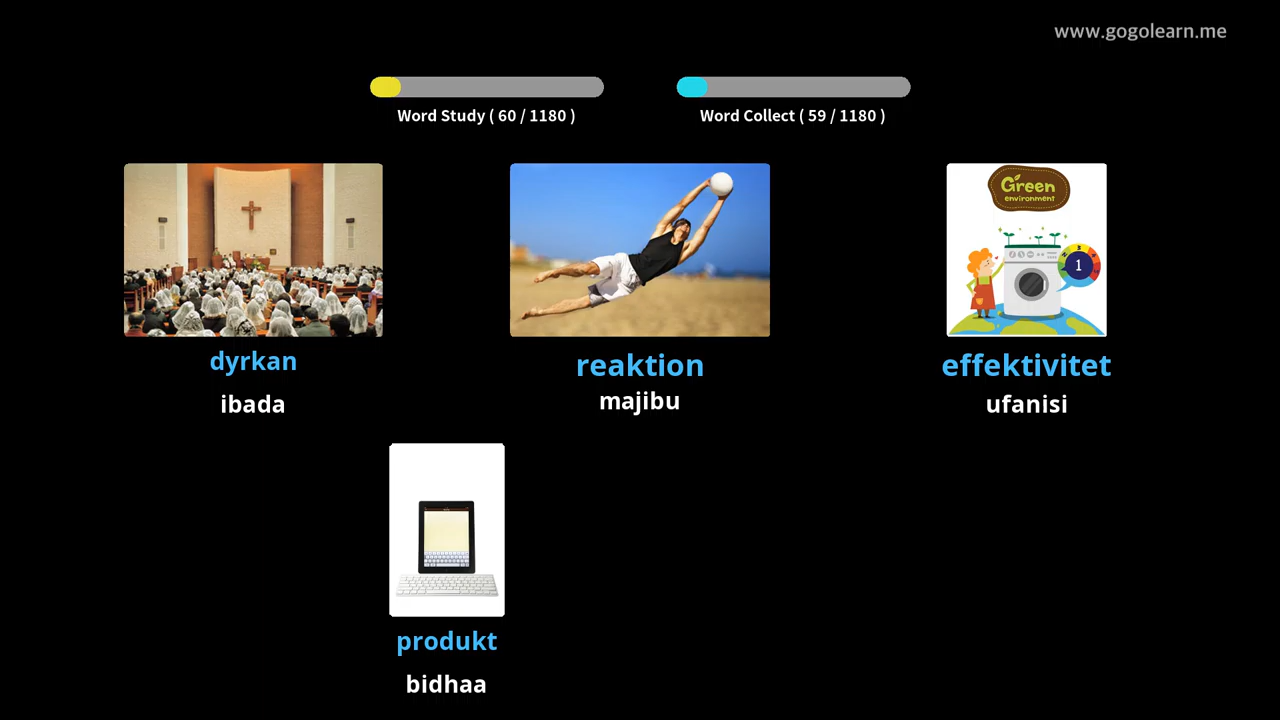 www.gogolearn.me
Word Study ( 60 / 1180 )
Word Collect ( 59 / 1180 )
Green
environment
1
dyrkan
reaktion
effektivitet
ibada
majibu
ufanisi
produkt
bidhaa